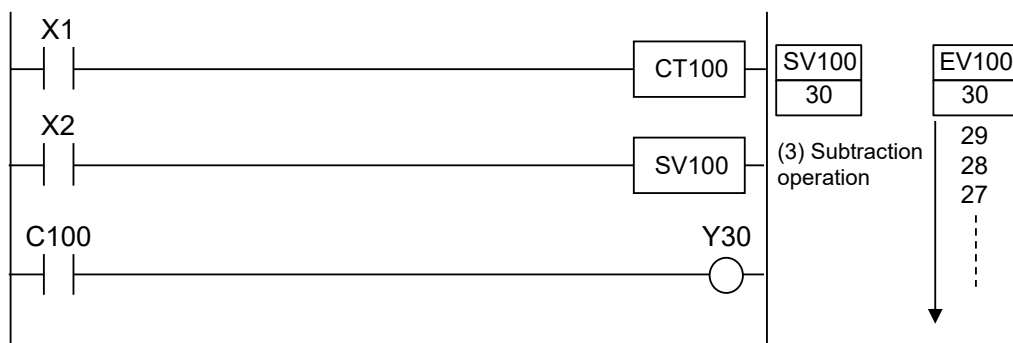 X1
CT100
SV100
30
EV100
30
X2
SV100
(3) Subtraction
operation
29
28
27
C100
Y30